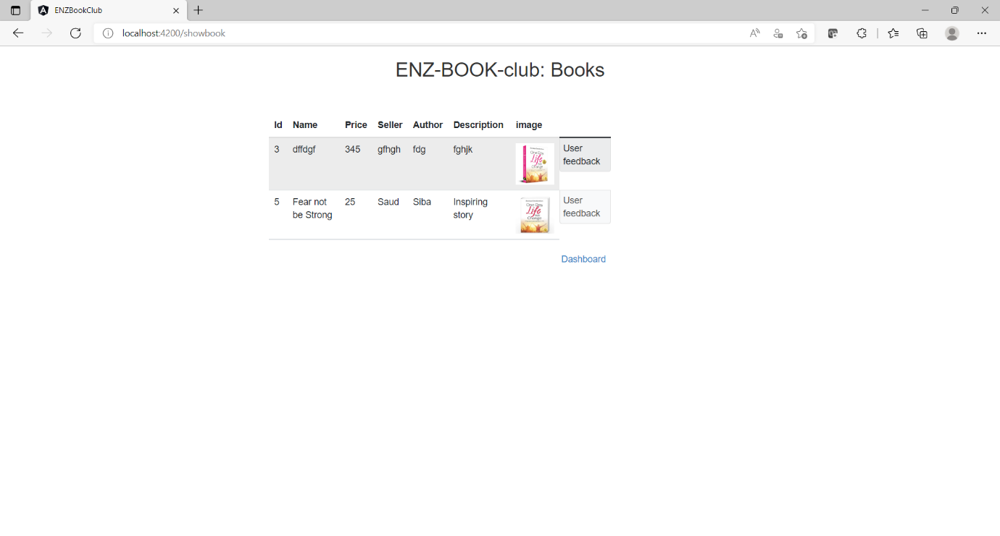 ENZBookClub
localhost:4200/showbook
ENZ-BOOK-club: Books
Id Name Price Seller Author Description image
3 dffdgf 345 gfhgh fdg fghjk
One Day
Life
Change
User
feedback
5 Fear not
be Strong
25 Saud Siba Inspiring
story
One Day
Life
Change
User
feedback
Dashboard